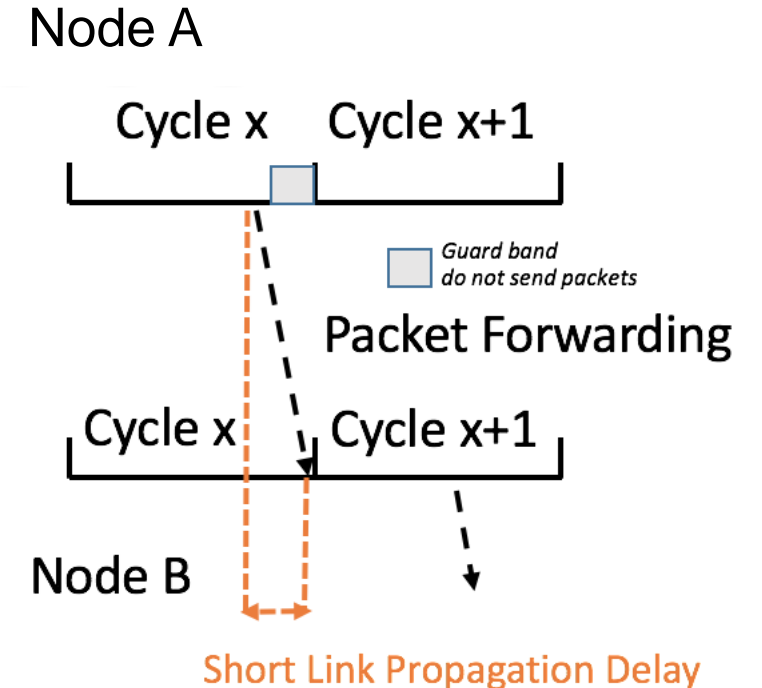 Node A
Cycle x
Cycle x+1
Guard band
do not send packets
Packet Forwarding
Cycle x
Cycle x+1
Node B
Short Link Propagation Delay